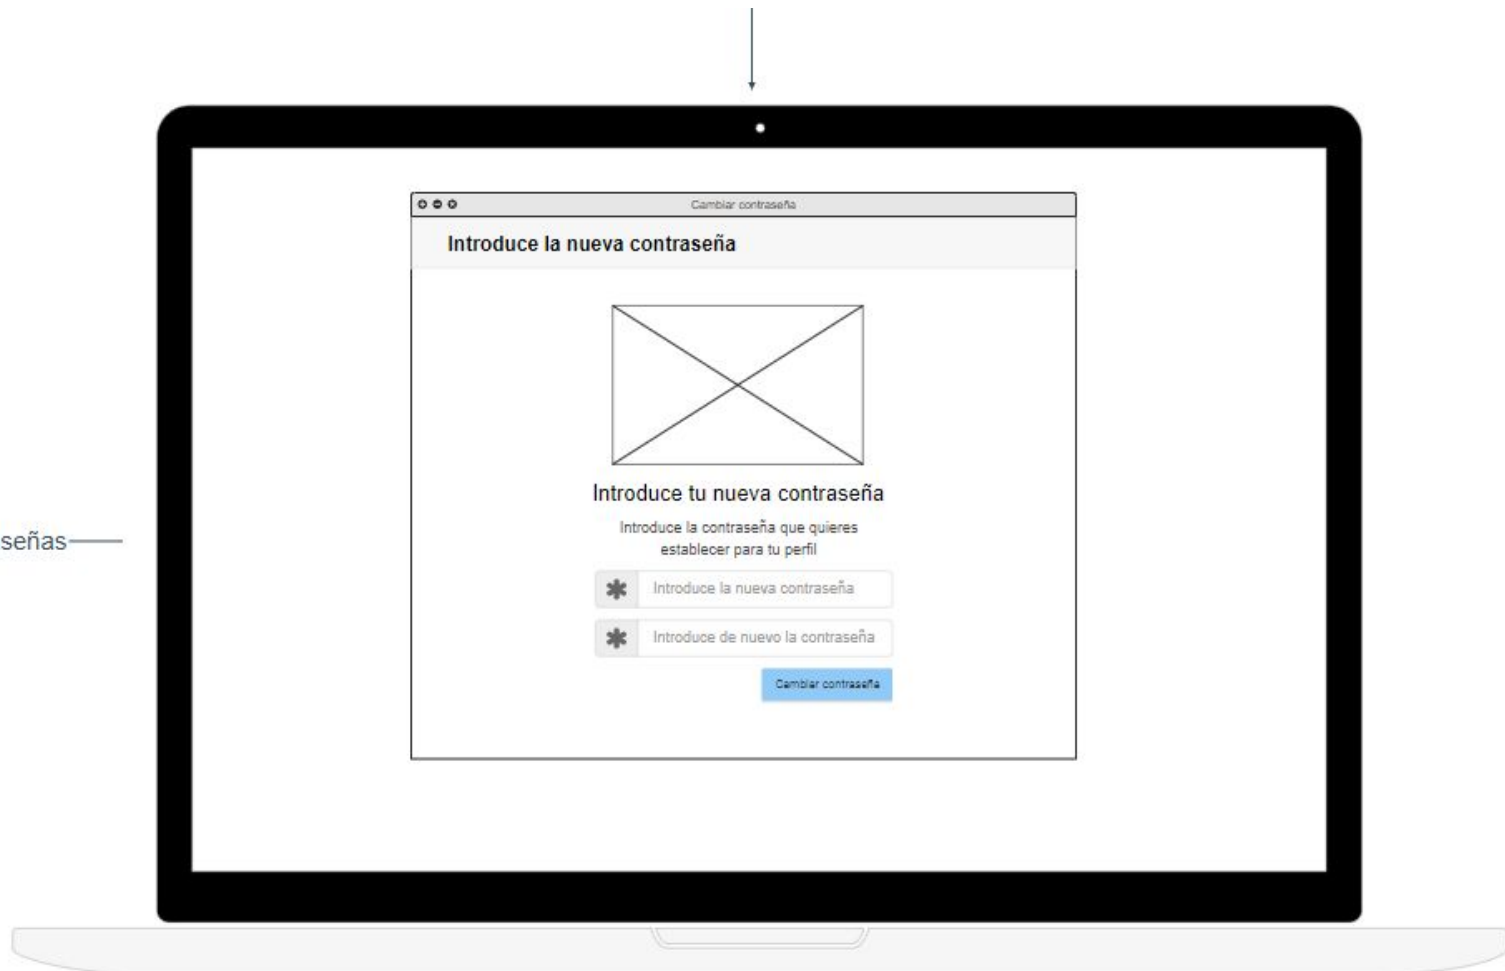 Cambiar contraseña
Introduce la nueva contraseña
Introduce tu nueva contraseña
Introduce la contraseña que quieres
establecer para tu perfil
señas
Introduce la nueva contraseña
Introduce de nuevo la contraseña
Cambiar contraseña